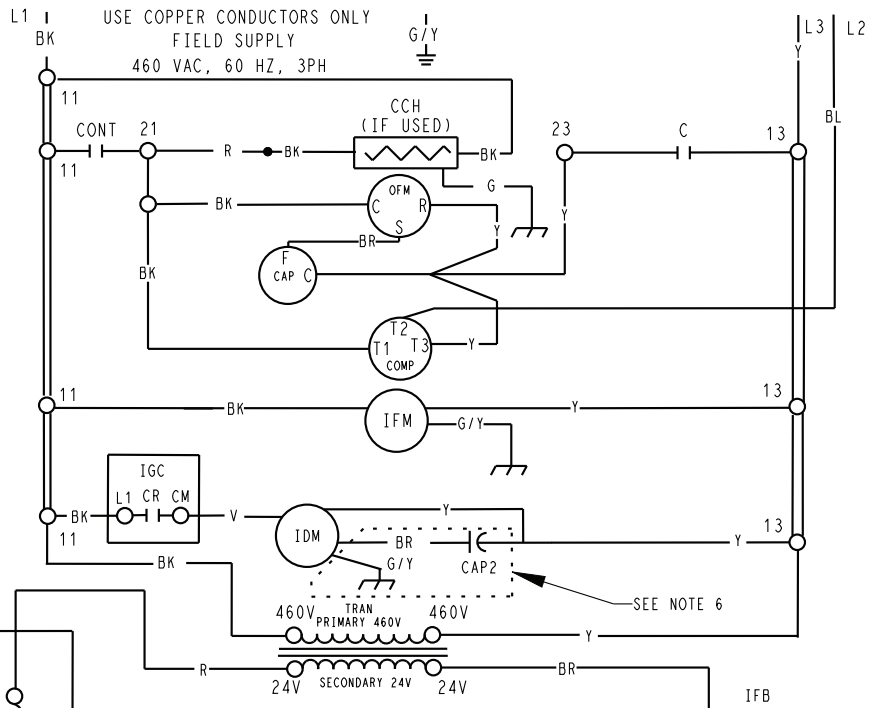 L1
USE COPPER CONDUCTORS ONLY
FIELD SUPPLY
460 VAC, 60 HZ, 3PH
BK
G/Y
L3
L2
Y
11
CCH
(IF USED)
BL
CONT
21
23
C
13
R
BK
BK
11
G
OFM
C
R
S
BK
Y
Y
BR
F
CAP
C
BK
T2
T1
T3
COMP
Y
11
13
BK
IFM
Y
G/Y
IGC
L1
CR
CM
BK
V
Y
13
11
IDM
BR
Y
CAP2
G/Y
BK
SEE NOTE 6
460V
TRAN
PRIMARY 460V
460V
Y
R
24V
SECONDARY 24V
24V
BR
IFB